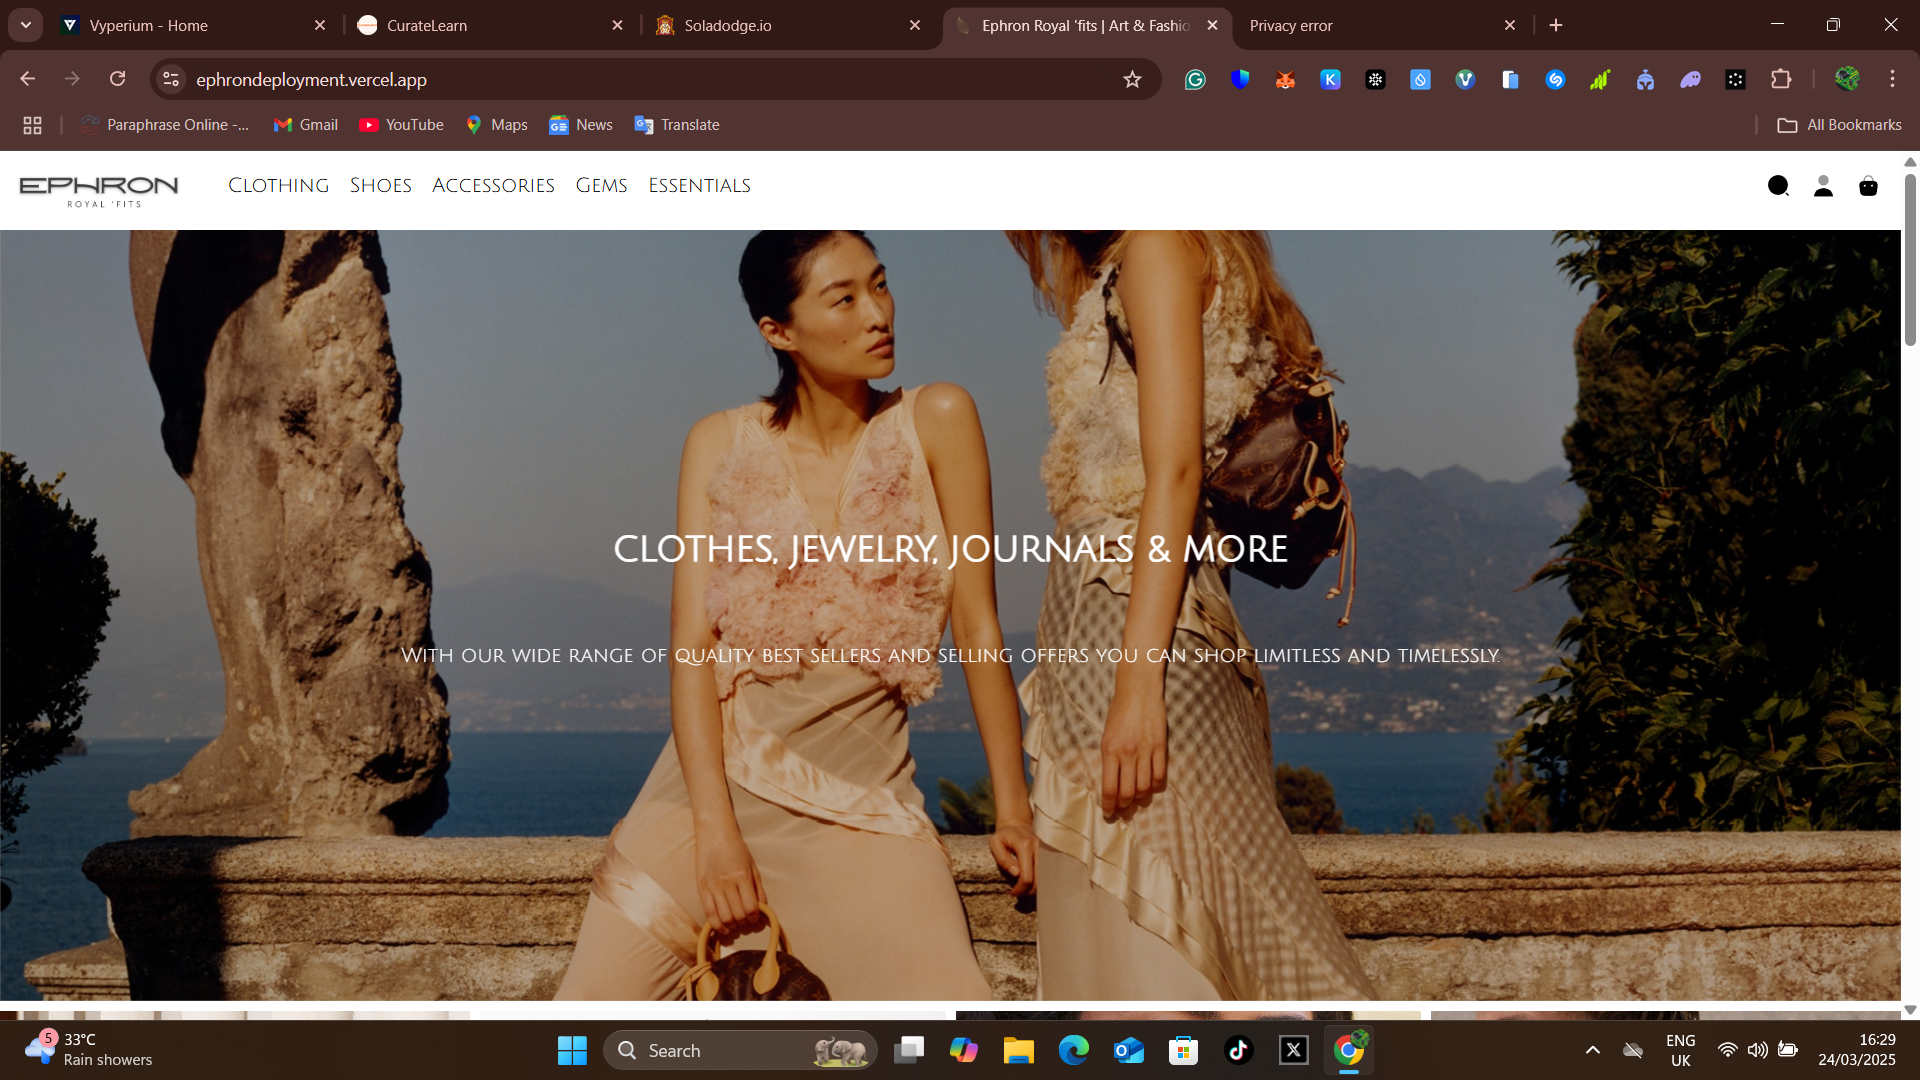 Vyperium - Home
CurateLearn
Soladodge.io
Ephron Royal 'fits | Art & Fashio
Privacy error
ephrondeployment.vercel.app
Paraphrase Online -...
Gmail
YouTube
Maps
News
Translate
All Bookmarks
EPHRON
ROYAL 'FITS
Clothing
Shoes
Accessories
Gems
Essentials
CLOTHES, JEWELRY, JOURNALS & MORE
With our wide range of quality best sellers and selling offers you can shop limitless and timelessly.
5
33°C
Rain showers
Search
ENG
UK
16:29
24/03/2025